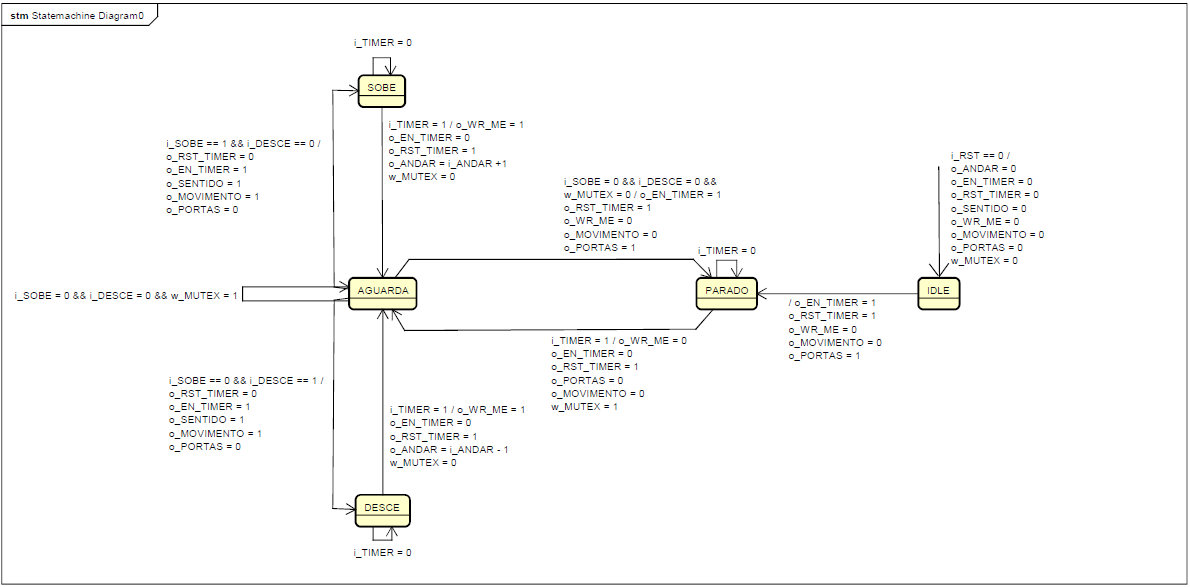 stm Statemachine Diagram0
i_TIMER = 0
SOBE
i_TIMER = 1 / o_WR_ME = 1
o_EN_TIMER = 0
o_RST_TIMER = 1
o_ANDAR = i_ANDAR +1
w_MUTEX = 0
i_SOBE == 1 && i_DESCE == 0 /
o_RST_TIMER = 0
o_EN_TIMER = 1
o_SENTIDO = 1
o_MOVIMENTO = 1
o_PORTAS = 0
i_SOBE = 0 && i_DESCE = 0 &&
w_MUTEX = 0 / o_EN_TIMER = 1
o_RST_TIMER = 1
o_WR_ME = 0
o_MOVIMENTO = 0
o_PORTAS = 1
i_RST == 0 /
o_ANDAR = 0
o_EN_TIMER = 0
o_RST_TIMER = 0
o_SENTIDO = 0
o_WR_ME = 0
o_MOVIMENTO = 0
o_PORTAS = 0
w_MUTEX = 0
i_TIMER = 0
i_SOBE = 0 && i_DESCE = 0 && w_MUTEX = 1
AGUARDA
PARADO
IDLE
/ o_EN_TIMER = 1
o_RST_TIMER = 1
o_WR_ME = 0
o_MOVIMENTO = 0
o_PORTAS = 1
i_TIMER = 1 / o_WR_ME = 0
o_EN_TIMER = 0
o_RST_TIMER = 1
o_PORTAS = 0
o_MOVIMENTO = 0
w_MUTEX = 1
i_SOBE == 0 && i_DESCE == 1 /
o_RST_TIMER = 0
o_EN_TIMER = 1
o_SENTIDO = 1
o_MOVIMENTO = 1
o_PORTAS = 0
i_TIMER = 1 / o_WR_ME = 1
o_EN_TIMER = 0
o_RST_TIMER = 1
o_ANDAR = i_ANDAR - 1
w_MUTEX = 0
DESCE
i_TIMER = 0